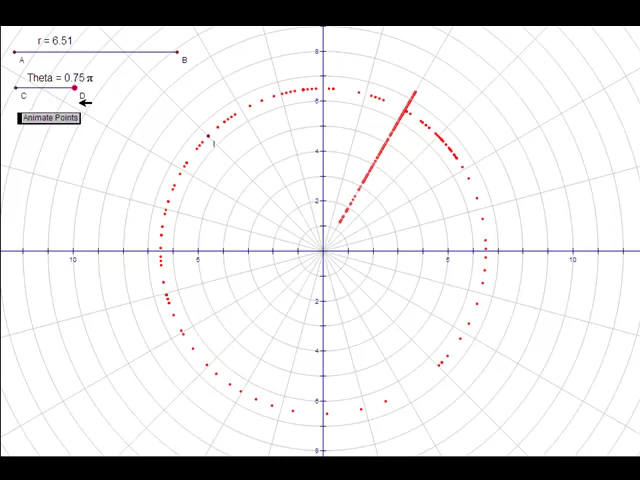 r = 6.51
A
B
Theta = 0.75 π
C
D
Animate Points
I
8
6
4
2
10
5
5
10
2
4
6
8